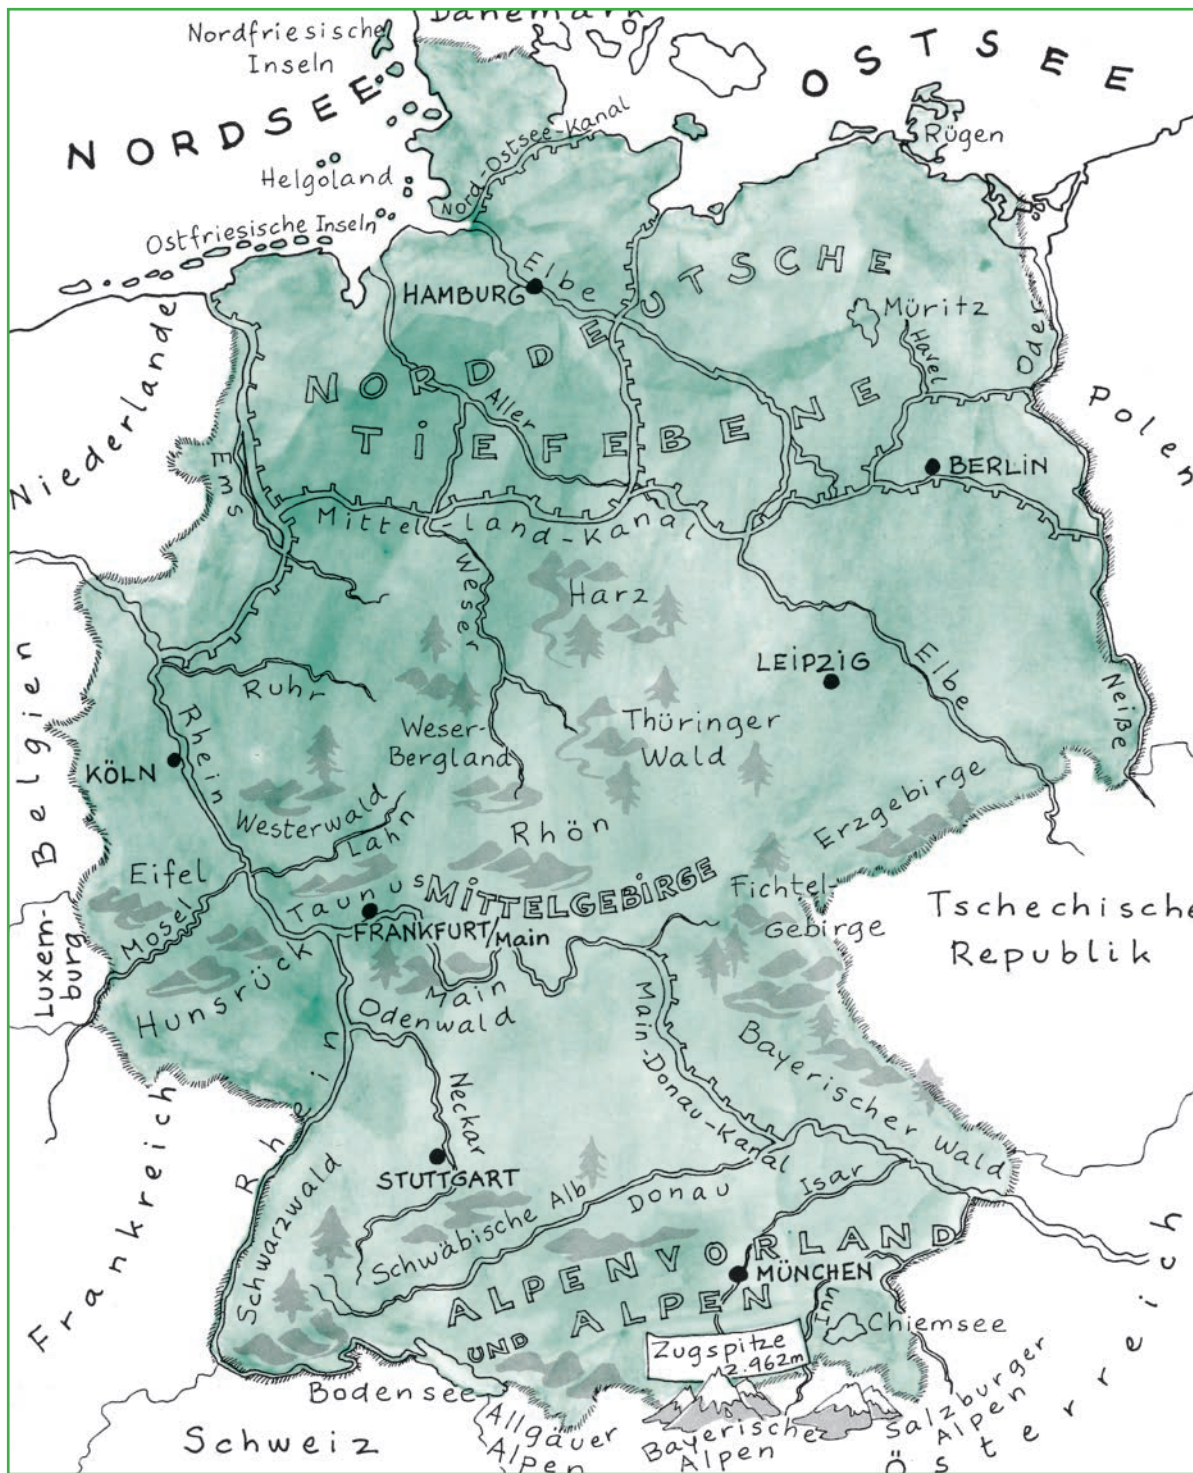 Dänemark
Nordfriesische
Inseln
OSTSEE
NORDSEE
Nord-Ostsee-Kanal
Rügen
Helgoland
Ostfriesische Inseln
Elbe
HAMBURG
NORDDEUTSCHE
TIEFEBENE
Müritz
Havel
Oder
Niederlande
Polen
Aller
Ems
BERLIN
Mittel-land-Kanal
Weser
Harz
LEIPZIG
Elbe
Neiße
Belgien
Ruhr
Rhein
Weser-
Bergland
Thüringer
Wald
KÖLN
Westerwald
Lahn
Rhön
Erzgebirge
Eifel
Mosel
Taunus
MITTELGEBIRGE
Fichtel-
Gebirge
Tschechische
Republik
FRANKFURT/Main
Luxem-
burg
Hunsrück
Main
Odenwald
Main-Donau-Kanal
Bayerischer Wald
Rhein
Neckar
Frankreich
STUTTGART
Schwarzwald
Schwäbische Alb
Donau
Isar
ALPENVORLAND
UND ALPEN
MÜNCHEN
Inn
Chiemsee
Zugspitze
2.962m
Bodensee
Schweiz
Allgäuer
Alpen
Bayerische
Alpen
Salzburger
Alpen
Österreich